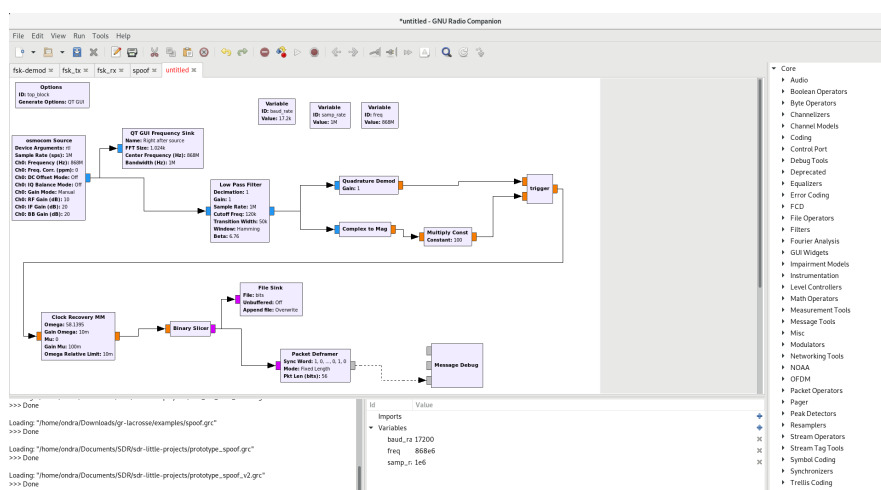 *untitled - GNU Radio Companion
File Edit View Run Tools Help
fsk-demod fsk_tx fsk_rx spoof untitled
Options
ID: top_block
Generate Options: QT GUI
Variable
ID: baud_rate
Value: 17.2k
Variable
ID: samp_rate
Value: 1M
Variable
ID: freq
Value: 868M
osmocom Source
Device Arguments: rtl
Sample Rate (sps): 1M
Ch0: Frequency (Hz): 868M
Ch0: Freq. Corr. (ppm): 0
Ch0: DC Offset Mode: Off
Ch0: IQ Balance Mode: Off
Ch0: Gain Mode: Manual
Ch0: RF Gain (dB): 10
Ch0: IF Gain (dB): 20
Ch0: BB Gain (dB): 20
QT GUI Frequency Sink
Name: Right after source
FFT Size: 1.024k
Center Frequency (Hz): 868M
Bandwidth (Hz): 1M
Low Pass Filter
Decimation: 1
Gain: 1
Sample Rate: 1M
Cutoff Freq: 120k
Transition Width: 50k
Window: Hamming
Beta: 6.76
Quadrature Demod
Gain: 1
Complex to Mag
Multiply Const
Constant: 100
trigger
Clock Recovery MM
Omega: 58.1395
Gain Omega: 10m
Mu: 0
Gain Mu: 100m
Omega Relative Limit: 10m
Binary Slicer
File Sink
File: bits
Unbuffered: Off
Append file: Overwrite
Packet Deframer
Sync Word: 1, 0, ..., 0, 1, 0
Mode: Fixed Length
Pkt Len (bits): 56
Message Debug
Core
Audio
Boolean Operators
Byte Operators
Channelizers
Channel Models
Coding
Control Port
Debug Tools
Deprecated
Equalizers
Error Coding
FCD
File Operators
Filters
Fourier Analysis
GUI Widgets
Impairment Models
Instrumentation
Level Controllers
Math Operators
Measurement Tools
Message Tools
Misc
Modulators
Networking Tools
NOAA
OFDM
Packet Operators
Pager
Peak Detectors
Resamplers
Stream Operators
Symbol Coding
Synchronizers
Trellis Coding
>>> Done
Loading: "/home/ondra/Downloads/gr-lacrosse/examples/spoof.grc"
>>> Done
Loading: "/home/ondra/Documents/SDR/sdr-little-projects/prototype_spoof.grc"
>>> Done
Loading: "/home/ondra/Documents/SDR/sdr-little-projects/prototype_spoof_v2.grc"
>>> Done
Id Value
Imports
Variables
baud_ra 17200
freq 868e6
samp_r 1e6